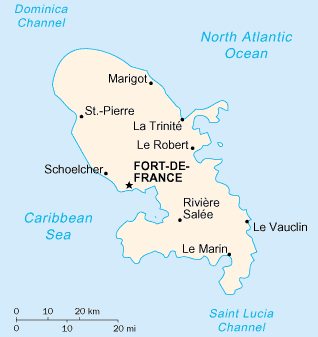 Dominica
Channel
North Atlantic
Ocean
Marigot
St.-Pierre
La Trinité
Le Robert
Schoelcher
FORT-DE-
FRANCE
Rivière
Salée
Caribbean
Sea
Le Vauclin
Le Marin
Saint Lucia
Channel
0 10 20 km
0 10 20 mi